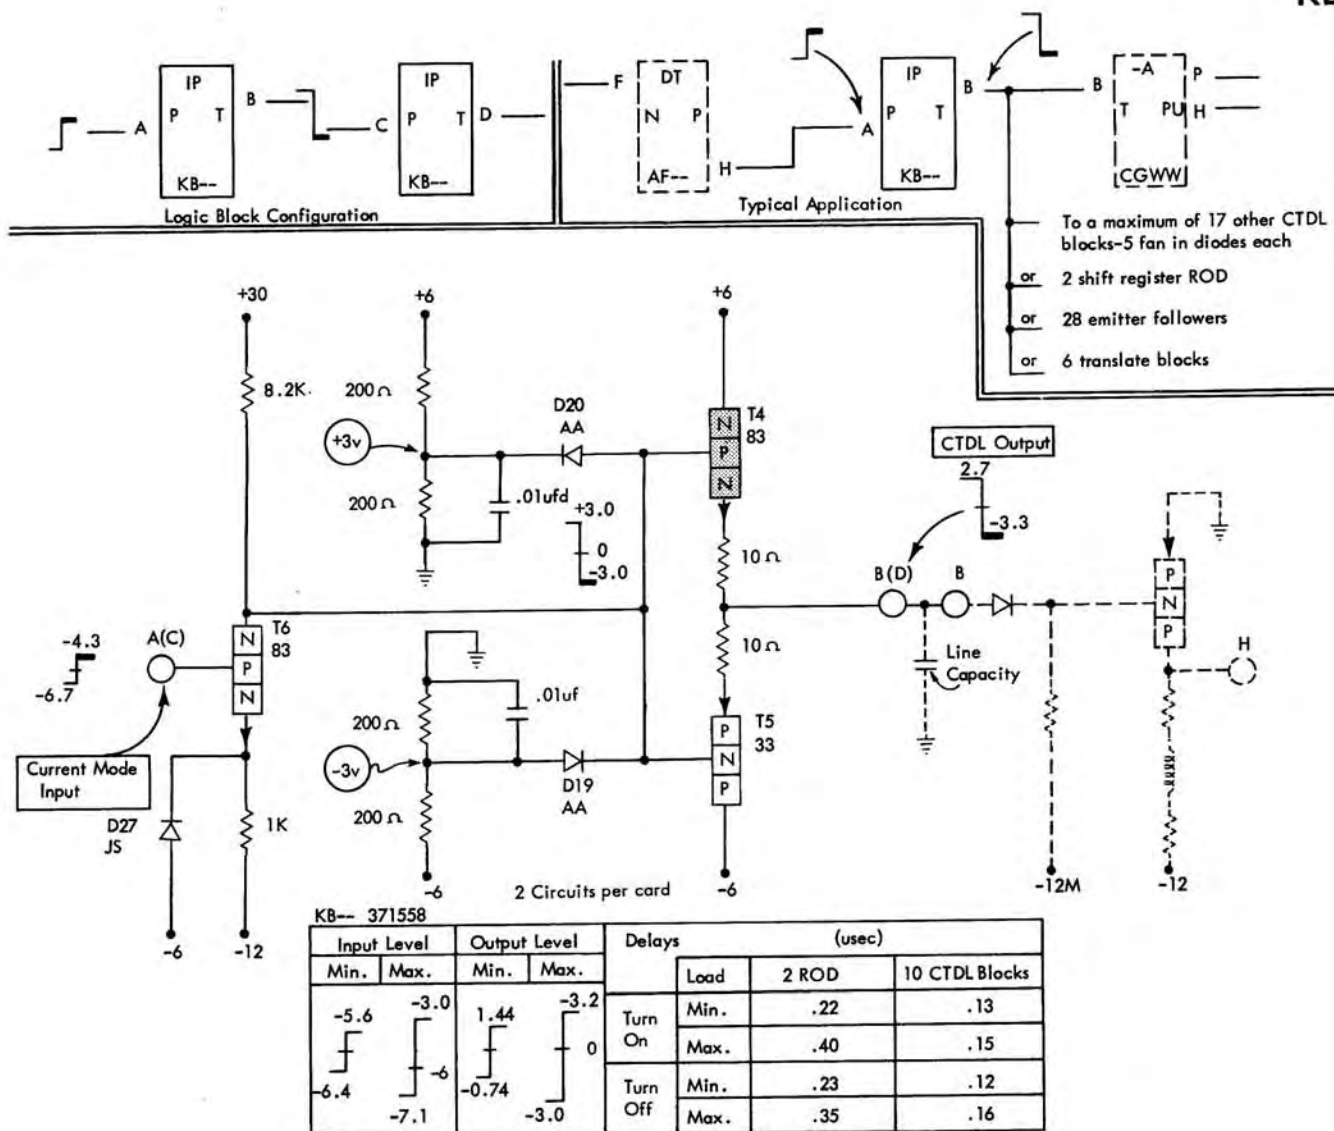 IP
P T
KB--
A
B
IP
P T
KB--
C
D
Logic Block Configuration
F
DT
N P
AF--
H
A
IP
P T
KB--
B
B
-A
T PU
CGWW
P
H
Typical Application
To a maximum of 17 other CTDL
blocks-5 fan in diodes each
or 2 shift register ROD
or 28 emitter followers
or 6 translate blocks
+30
8.2K
+6
200Ω
+3v
200Ω
.01ufd
D20
AA
+3.0
0
-3.0
+6
N
P
N
T4
83
10Ω
10Ω
CTDL Output
2.7
-3.3
B(D)
B
Line
Capacity
P
N
P
H
-12M
-12
-4.3
-6.7
A(C)
N
P
N
T6
83
Current Mode
Input
D27
JS
1K
-6
-12
200Ω
.01uf
-3v
200Ω
D19
AA
-6
P
N
P
T5
33
-6
2 Circuits per card
KB-- 371558
Input Level Output Level Delays (usec)
Min. Max. Min. Max. Load 2 ROD 10 CTDL Blocks
-5.6
-6.4
-3.0
-6
-7.1
1.44
-0.74
-3.2
0
-3.0
Turn On
Min. .22 .13
Max. .40 .15
Turn Off
Min. .23 .12
Max. .35 .16